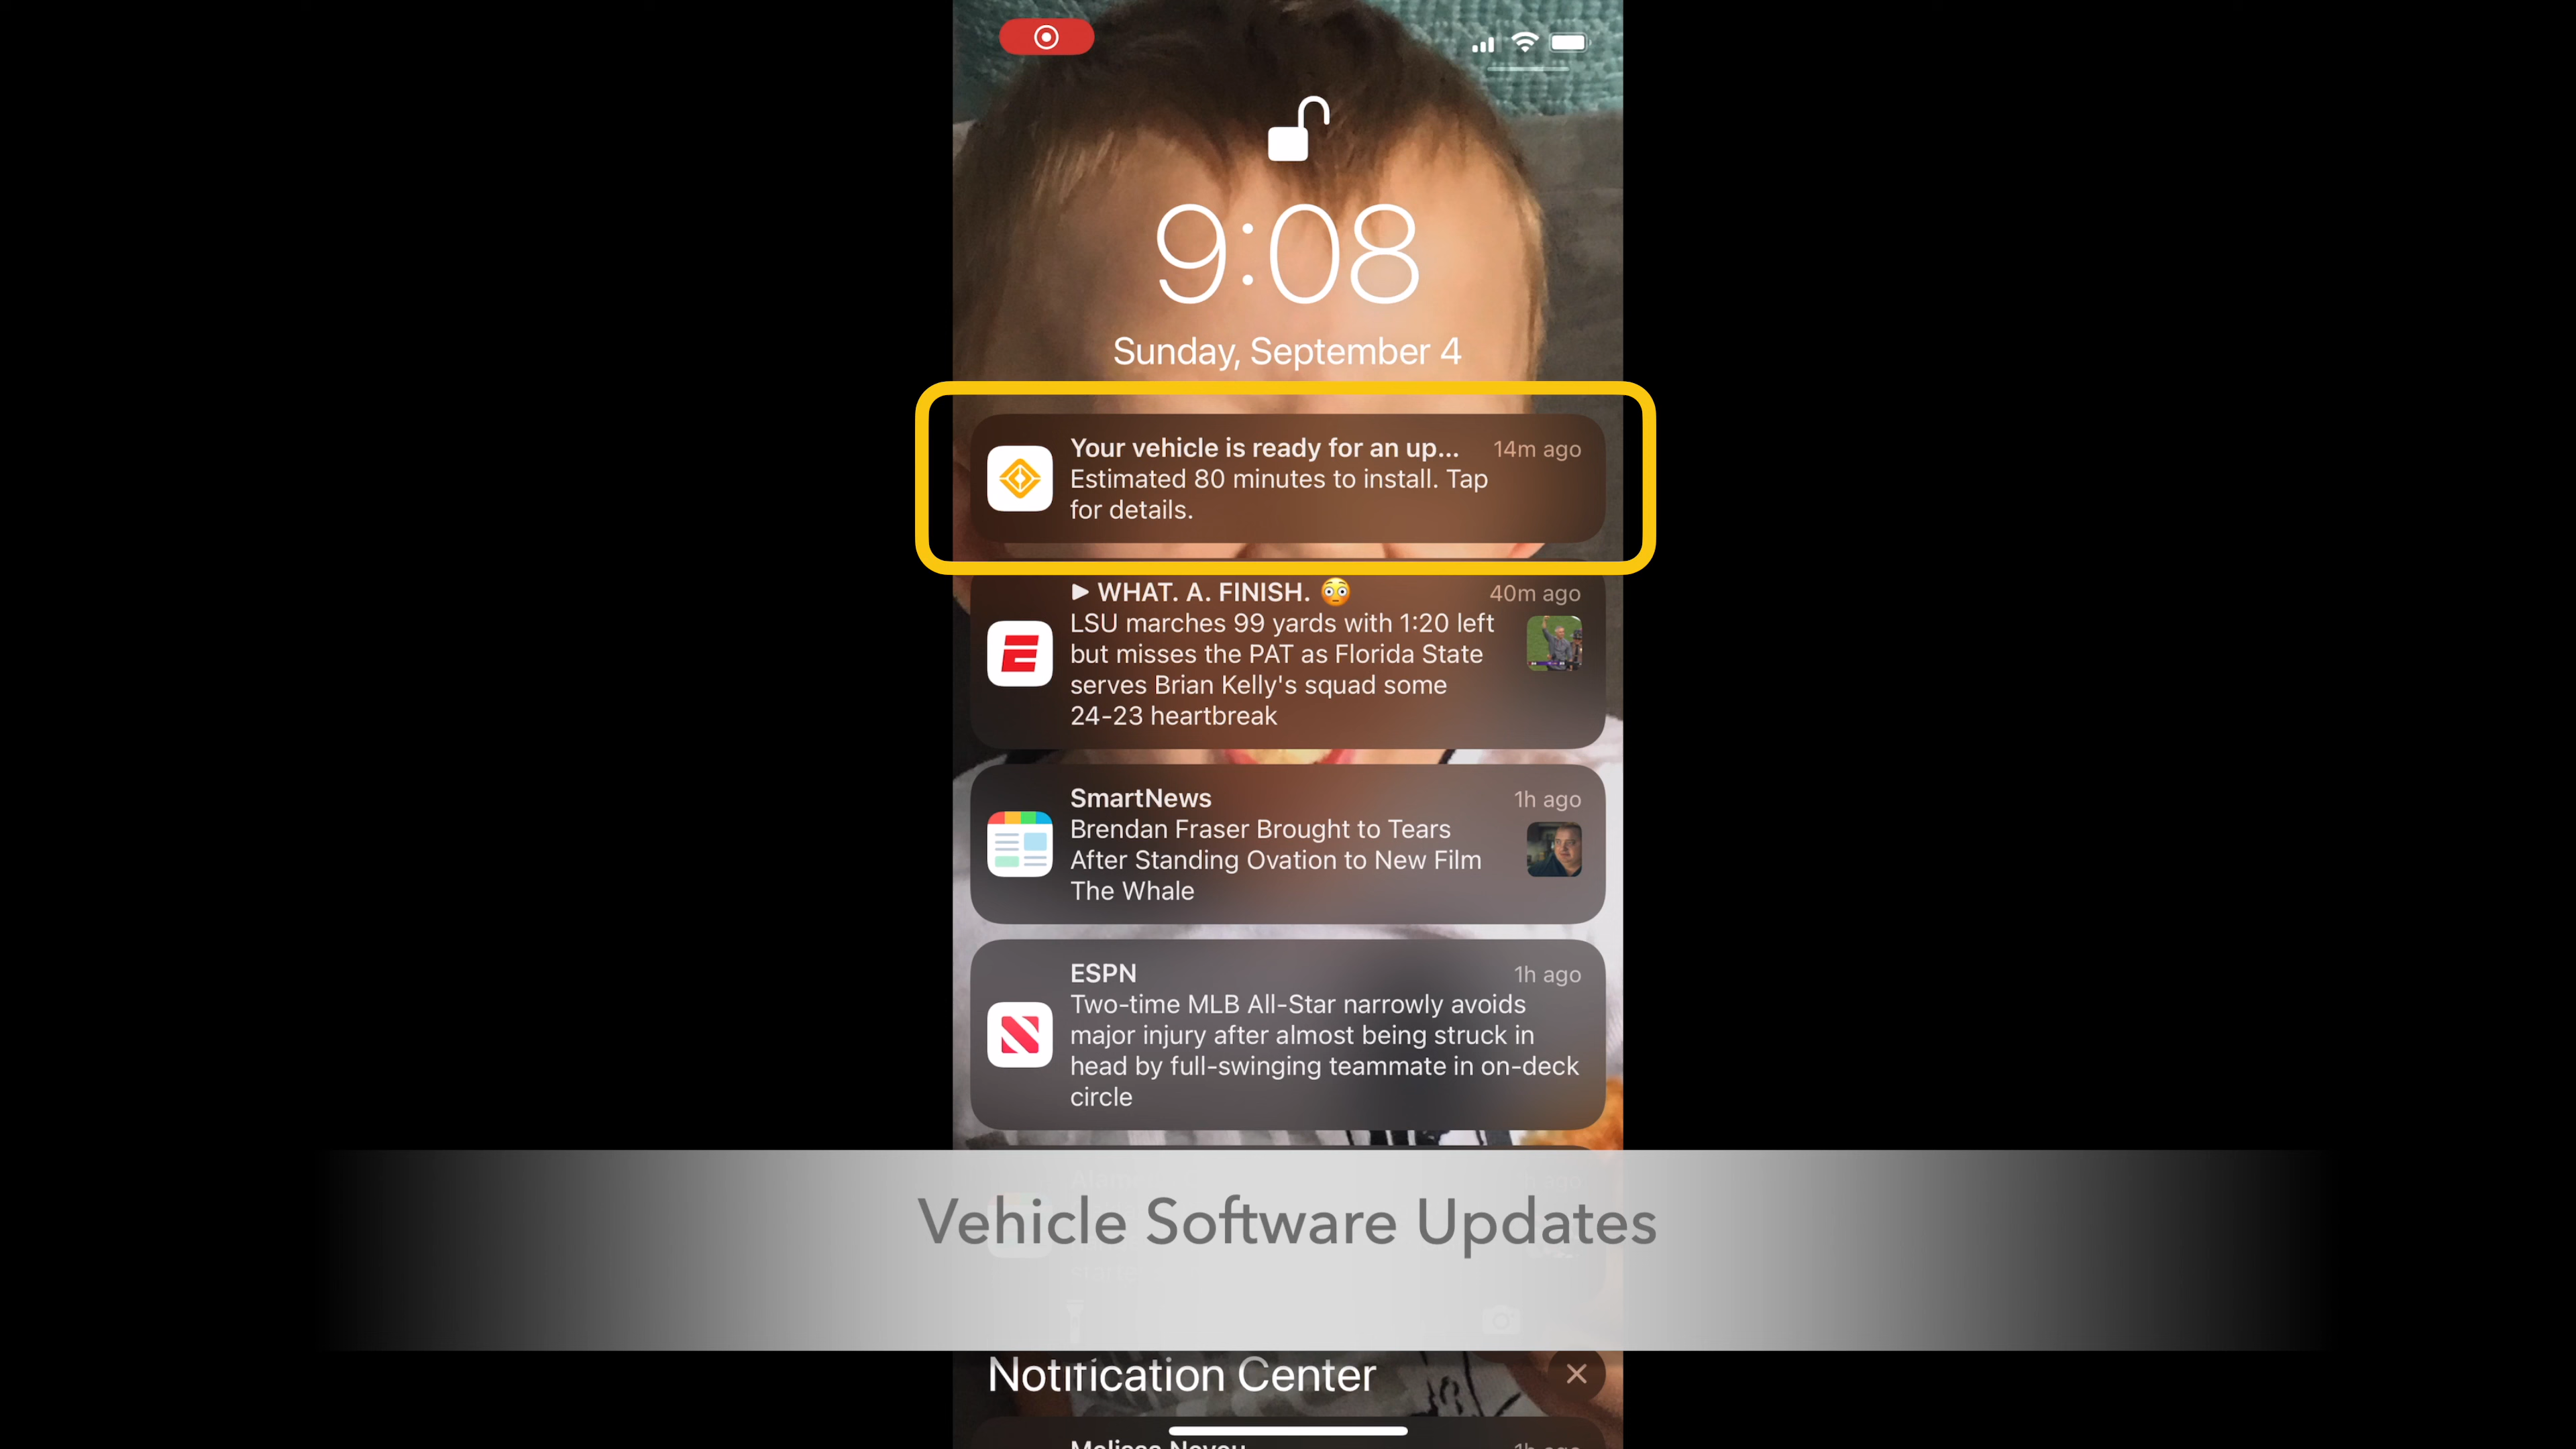 9:08
Sunday, September 4
Your vehicle is ready for an up... 14m ago
Estimated 80 minutes to install. Tap
for details.
▶ WHAT. A. FINISH. 😳 40m ago
LSU marches 99 yards with 1:20 left
but misses the PAT as Florida State
serves Brian Kelly's squad some
24-23 heartbreak
SmartNews 1h ago
Brendan Fraser Brought to Tears
After Standing Ovation to New Film
The Whale
ESPN 1h ago
Two-time MLB All-Star narrowly avoids
major injury after almost being struck in
head by full-swinging teammate in on-deck
circle
Vehicle Software Updates
Notification Center
1h ago